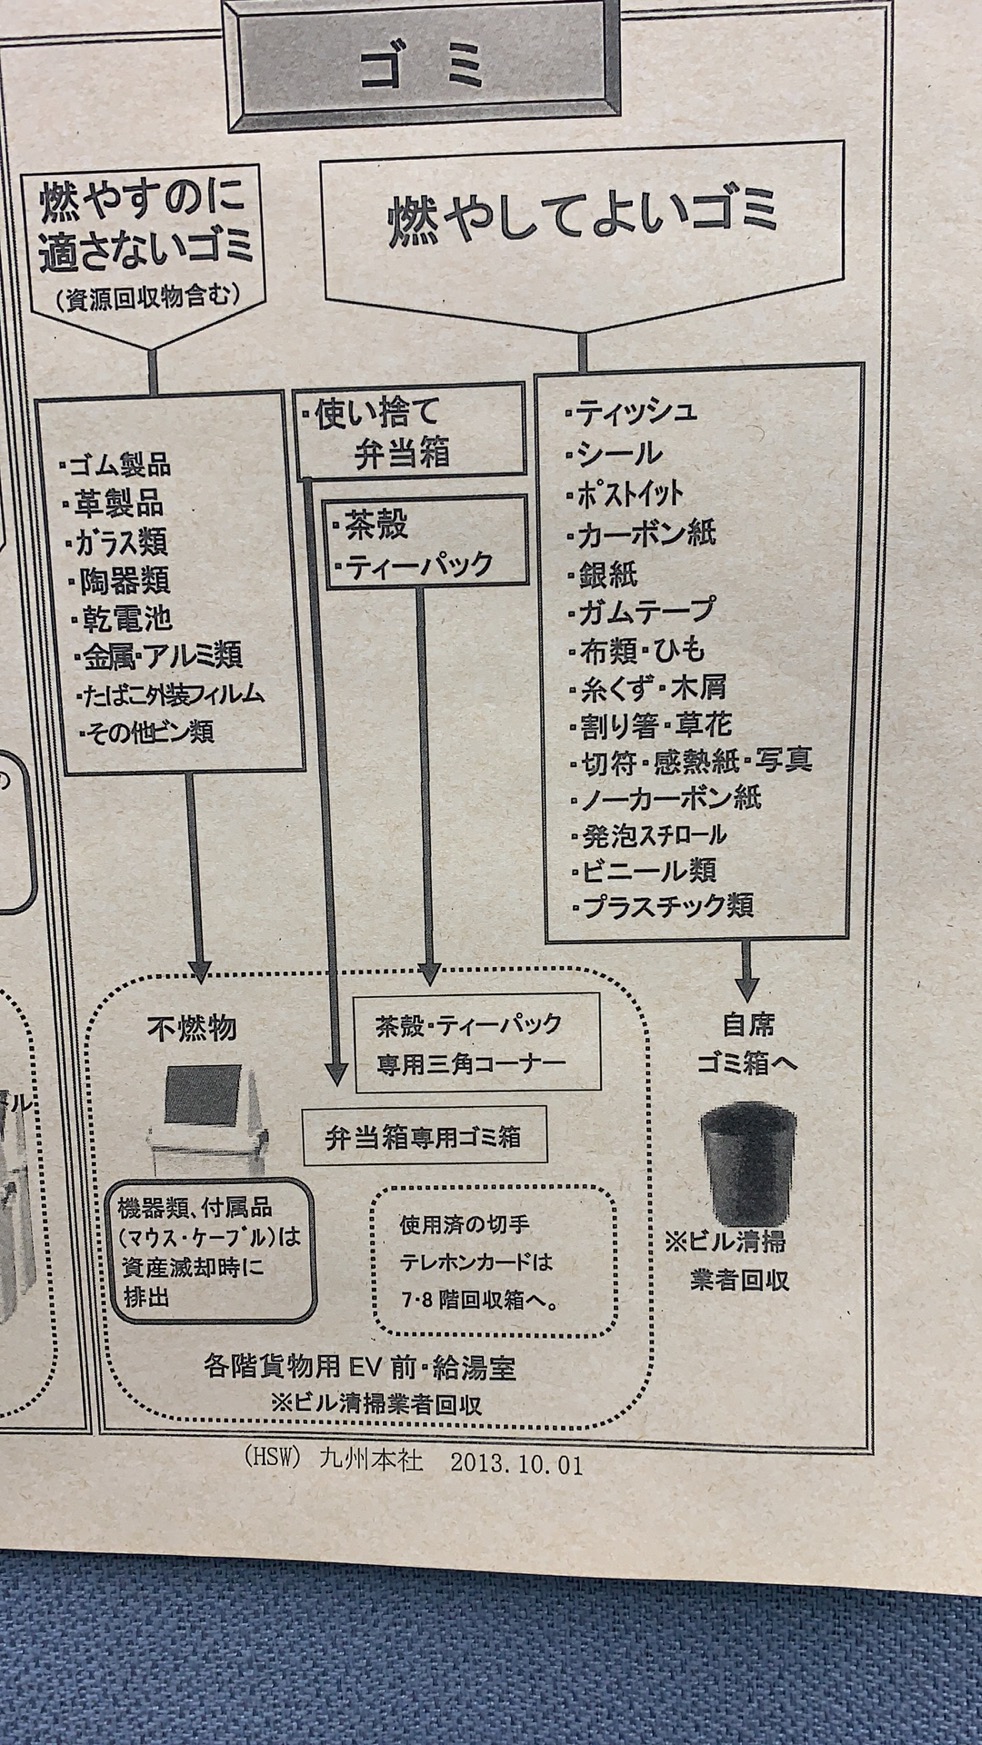 ゴミ
燃やすのに
適さないゴミ
(資源回収物含む)
燃やしてよいゴミ
・ゴム製品
・革製品
・ガラス類
・陶器類
・乾電池
・金属・アルミ類
・たばこ外装フィルム
・その他ビン類
・使い捨て
弁当箱
・茶殻
・ティーパック
・ティッシュ
・シール
・ポストイット
・カーボン紙
・銀紙
・ガムテープ
・布類・ひも
・糸くず・木屑
・割り箸・草花
・切符・感熱紙・写真
・ノーカーボン紙
・発泡スチロール
・ビニール類
・プラスチック類
の
ル
不燃物
茶殻・ティーパック
専用三角コーナー
弁当箱専用ゴミ箱
機器類、付属品
(マウス・ケーブル)は
資産滅却時に
排出
使用済の切手
テレホンカードは
7・8階回収箱へ。
各階貨物用EV前・給湯室
※ビル清掃業者回収
自席
ゴミ箱へ
※ビル清掃
業者回収
(HSW) 九州本社 2013.10.01